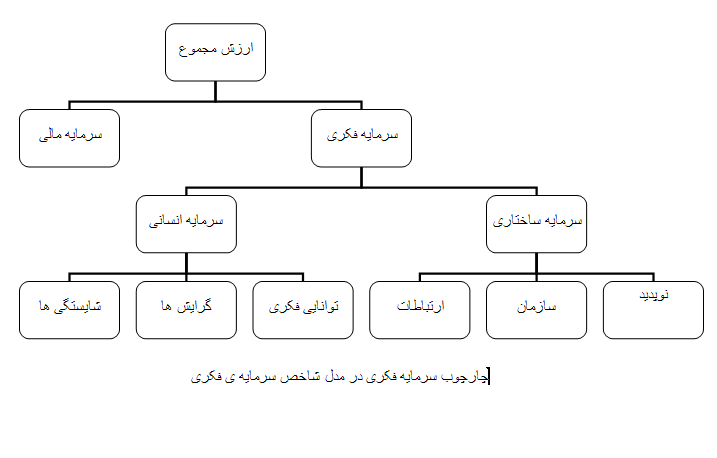 ارزش مجموع
سرمایه فکری
سرمایه مالی
سرمایه ساختاری
سرمایه انسانی
نوپدید
سازمان
ارتباطات
توانایی فکری
گرایش ها
شایستگی ها
چارچوب سرمایه فکری در مدل شاخص سرمایه ی فکری